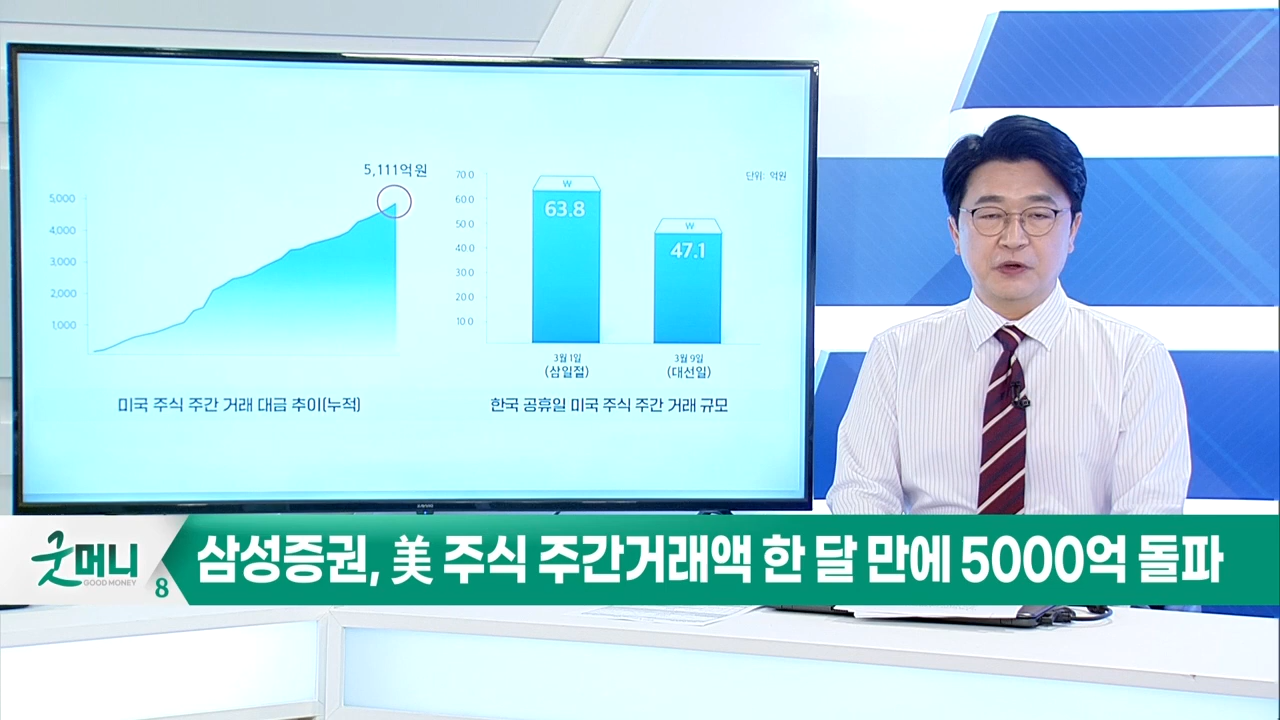 5,111억원
5,000
4,000
3,000
2,000
1,000
미국 주식 주간 거래 대금 추이(누적)
단위: 억원
70.0
60.0
50.0
40.0
30.0
20.0
10.0
W
63.8
W
47.1
3월 1일
(삼일절)
3월 9일
(대선일)
한국 공휴일 미국 주식 주간 거래 규모
굿머니
GOOD MONEY
8
삼성증권, 美 주식 주간거래액 한 달 만에 5000억 돌파